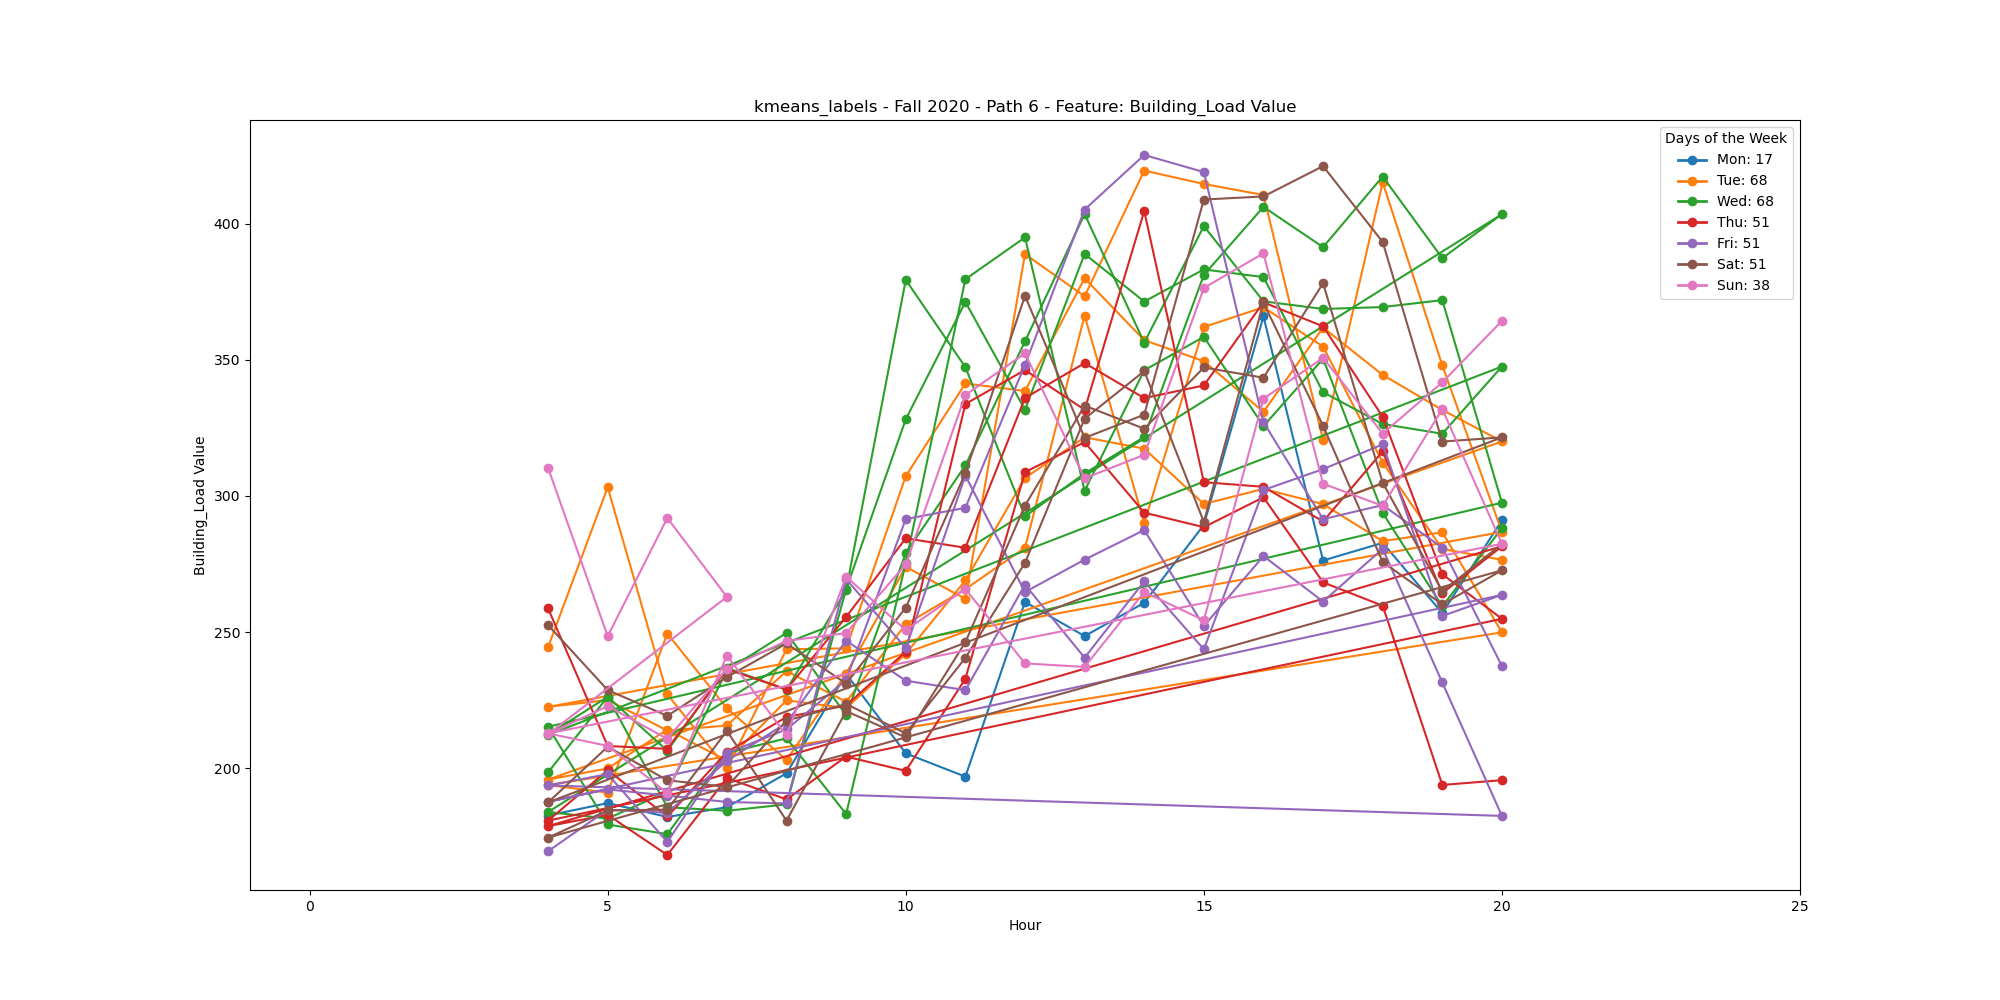 kmeans_labels - Fall 2020 - Path 6 - Feature: Building_Load Value
Days of the Week
Mon: 17
Tue: 68
Wed: 68
Thu: 51
Fri: 51
Sat: 51
Sun: 38
Building_Load Value
400
350
300
250
200
0 5 10 15 20 25
Hour